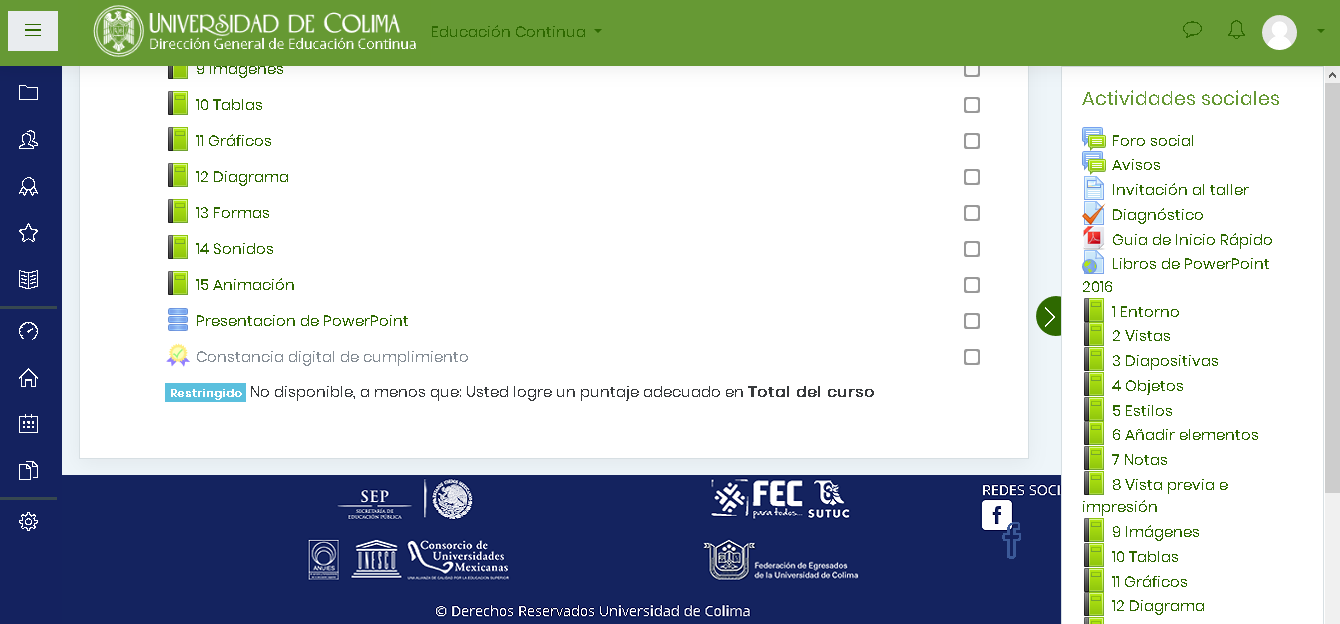 UNIVERSIDAD DE COLIMA
Dirección General de Educación Continua
Educación Continua
9 Imágenes
10 Tablas
11 Gráficos
12 Diagrama
13 Formas
14 Sonidos
15 Animación
Presentacion de PowerPoint
Constancia digital de cumplimiento
Restringido No disponible, a menos que: Usted logre un puntaje adecuado en Total del curso
Actividades sociales
Foro social
Avisos
Invitación al taller
Diagnóstico
Guia de Inicio Rápido
Libros de PowerPoint
2016
1 Entorno
2 Vistas
3 Diapositivas
4 Objetos
5 Estilos
6 Añadir elementos
7 Notas
8 Vista previa e
impresión
9 Imágenes
10 Tablas
11 Gráficos
12 Diagrama
SEP
SECRETARÍA DE
EDUCACIÓN PÚBLICA
FEC
para todos...
SUTUC
REDES SOCI
ANUIES
UNESCO
Consorcio de
Universidades
Mexicanas
UNA ALIANZA DE CALIDAD POR LA EDUCACIÓN SUPERIOR
Federación de Egresados
de la Universidad de Colima
© Derechos Reservados Universidad de Colima